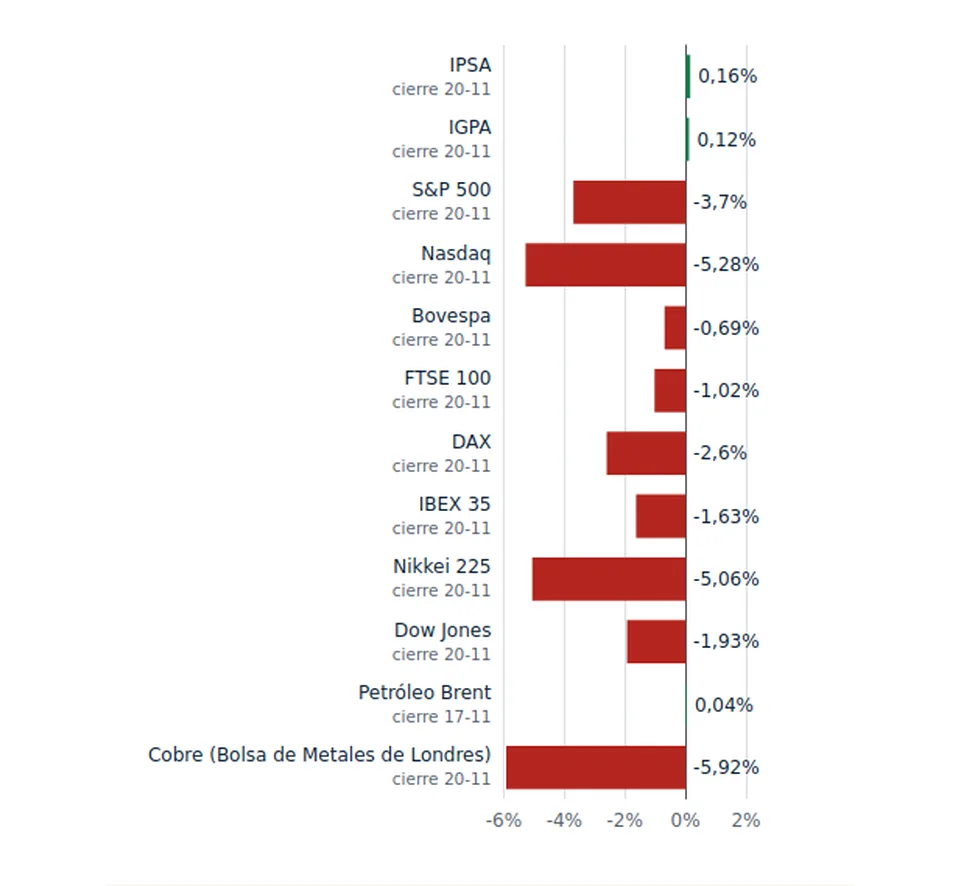 IPSA
cierre 20-11
0,16%
IGPA
cierre 20-11
0,12%
S&P 500
cierre 20-11
-3,7%
Nasdaq
cierre 20-11
-5,28%
Bovespa
cierre 20-11
-0,69%
FTSE 100
cierre 20-11
-1,02%
DAX
cierre 20-11
-2,6%
IBEX 35
cierre 20-11
-1,63%
Nikkei 225
cierre 20-11
-5,06%
Dow Jones
cierre 20-11
-1,93%
Petróleo Brent
cierre 17-11
0,04%
Cobre (Bolsa de Metales de Londres)
cierre 20-11
-5,92%
-6% -4% -2% 0% 2%